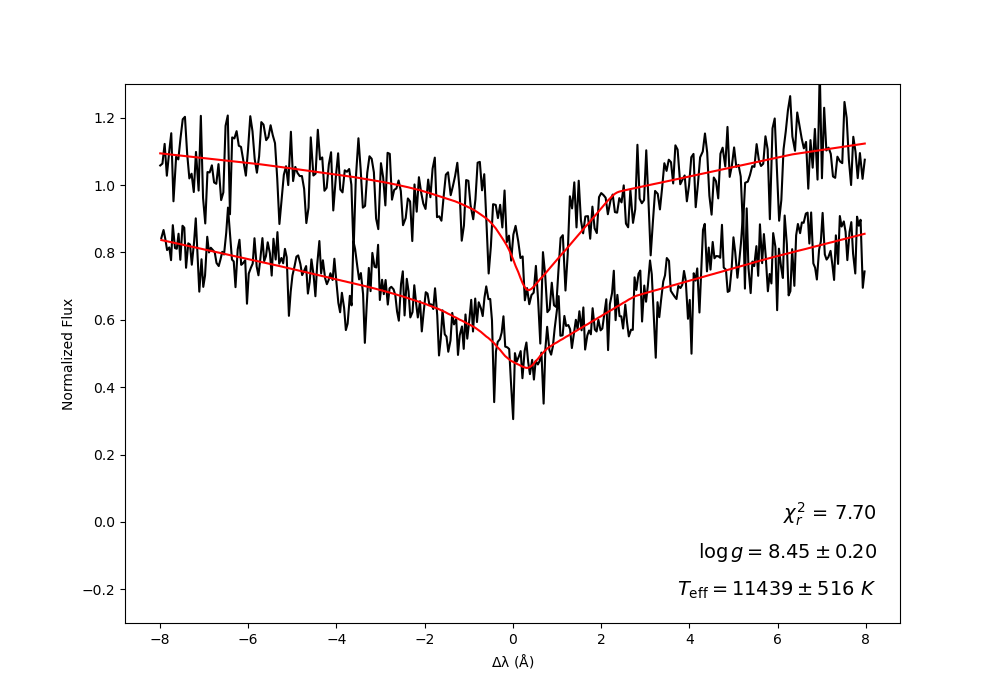 1.2
1.0
0.8
0.6
0.4
0.2
0.0
−0.2
Normalized Flux
χ²ᵣ = 7.70
log g = 8.45 ± 0.20
T_eff = 11439 ± 516 K
−8 −6 −4 −2 0 2 4 6 8
Δλ (Å)